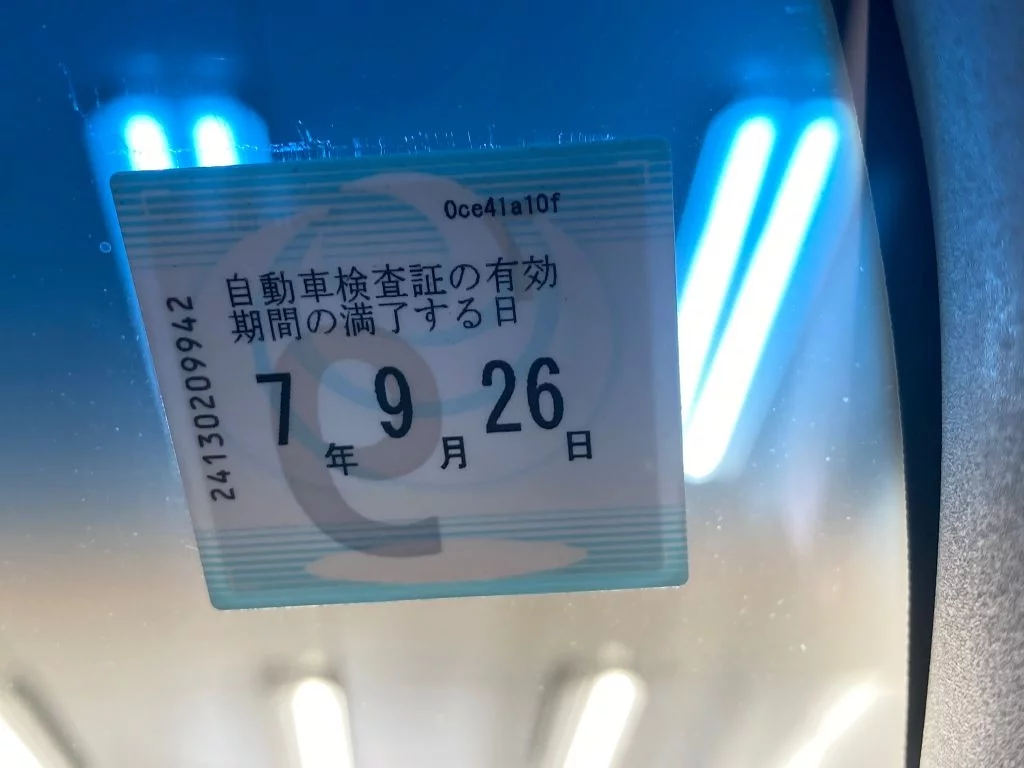 0ce41a10f
自動車検査証の有効
期間の満了する日
7年 9月 26日
24130209942